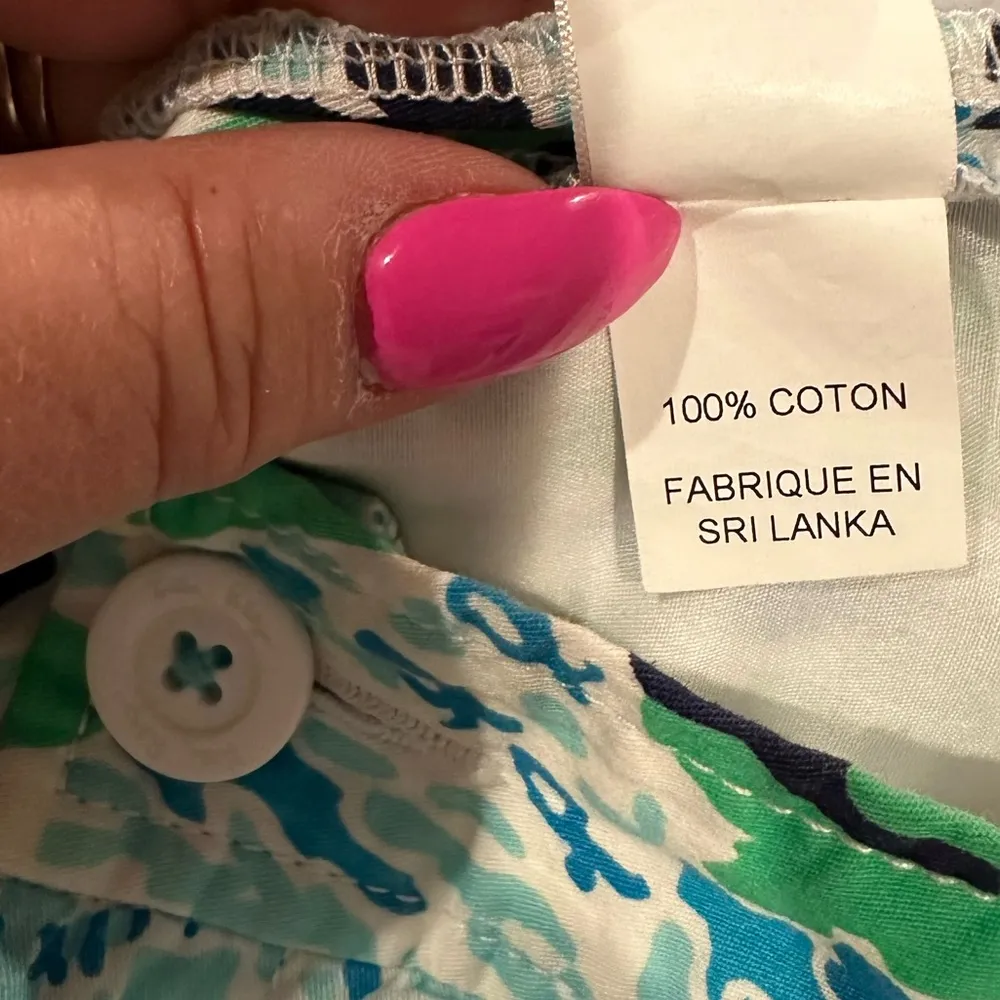 100% COTON
FABRIQUE EN
SRI LANKA